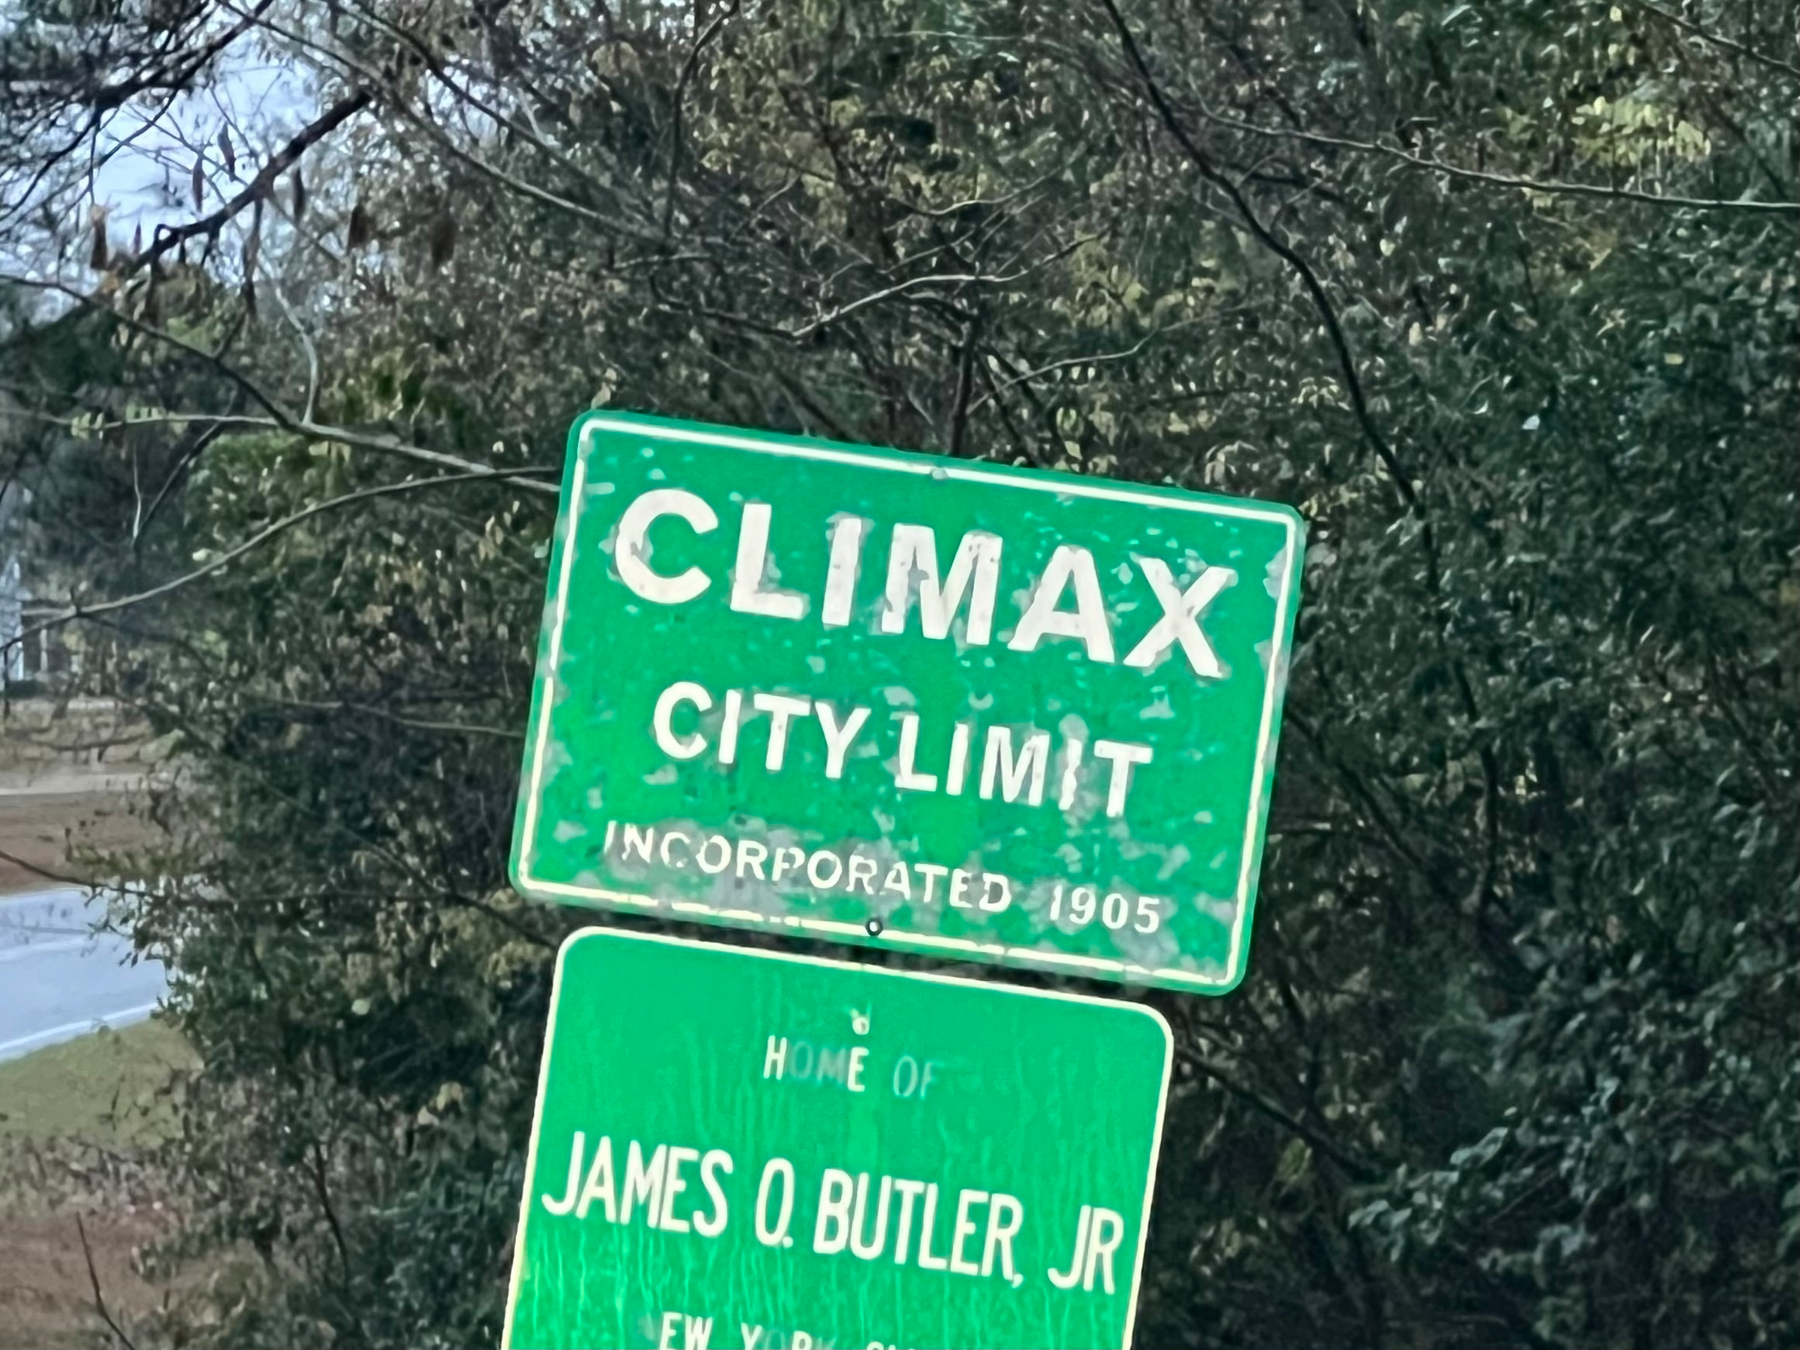 CLIMAX
CITY LIMIT
INCORPORATED 1905
HOME OF
JAMES O. BUTLER, JR